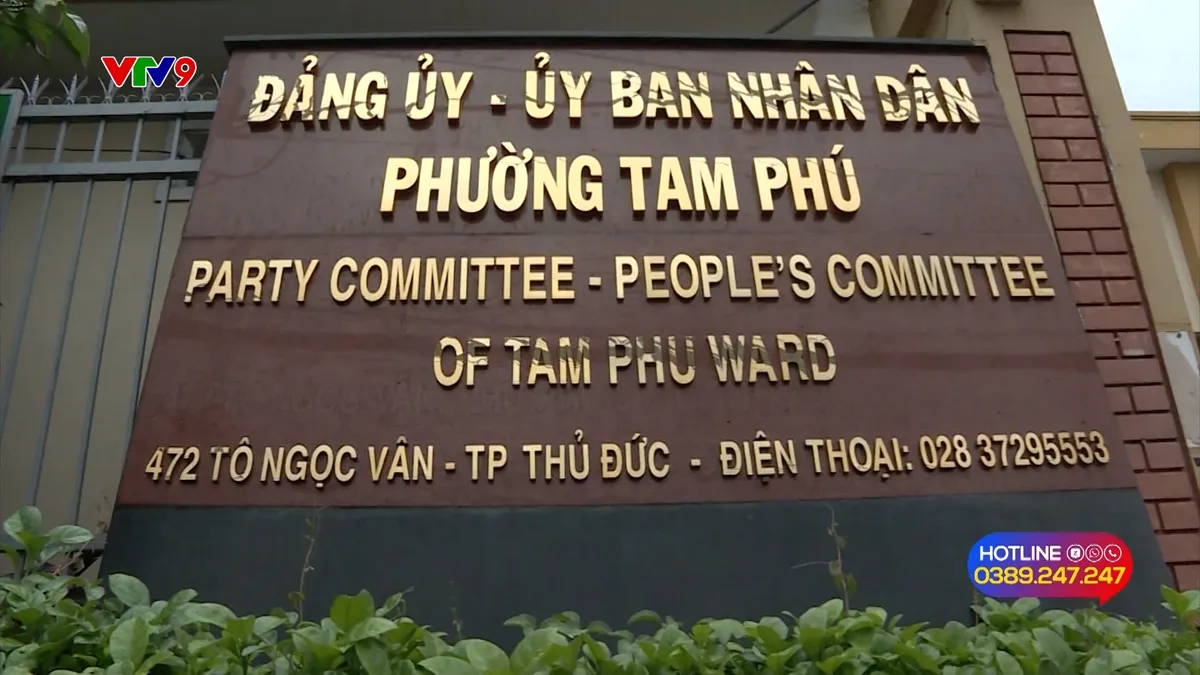 VTV9
ĐẢNG ỦY - ỦY BAN NHÂN DÂN
PHƯỜNG TAM PHÚ
PARTY COMMITTEE - PEOPLE'S COMMITTEE
OF TAM PHU WARD
472 TÔ NGỌC VÂN - TP THỦ ĐỨC - ĐIỆN THOẠI: 028 37295553
HOTLINE
0389.247.247